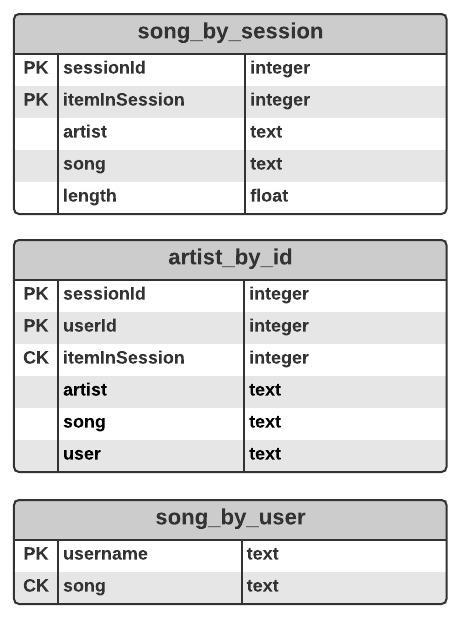 song_by_session
PK sessionId integer
PK itemInSession integer
artist text
song text
length float
artist_by_id
PK sessionId integer
PK userId integer
CK itemInSession integer
artist text
song text
user text
song_by_user
PK username text
CK song text